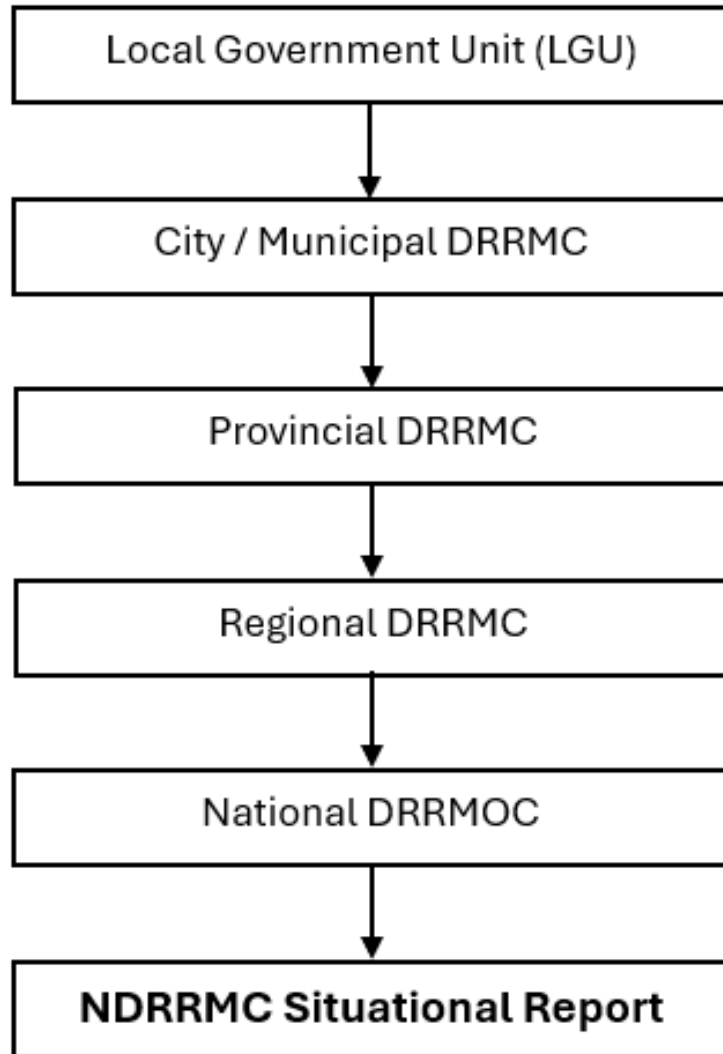 Local Government Unit (LGU)
City / Municipal DRRMC
Provincial DRRMC
Regional DRRMC
National DRRMOC
NDRRMC Situational Report